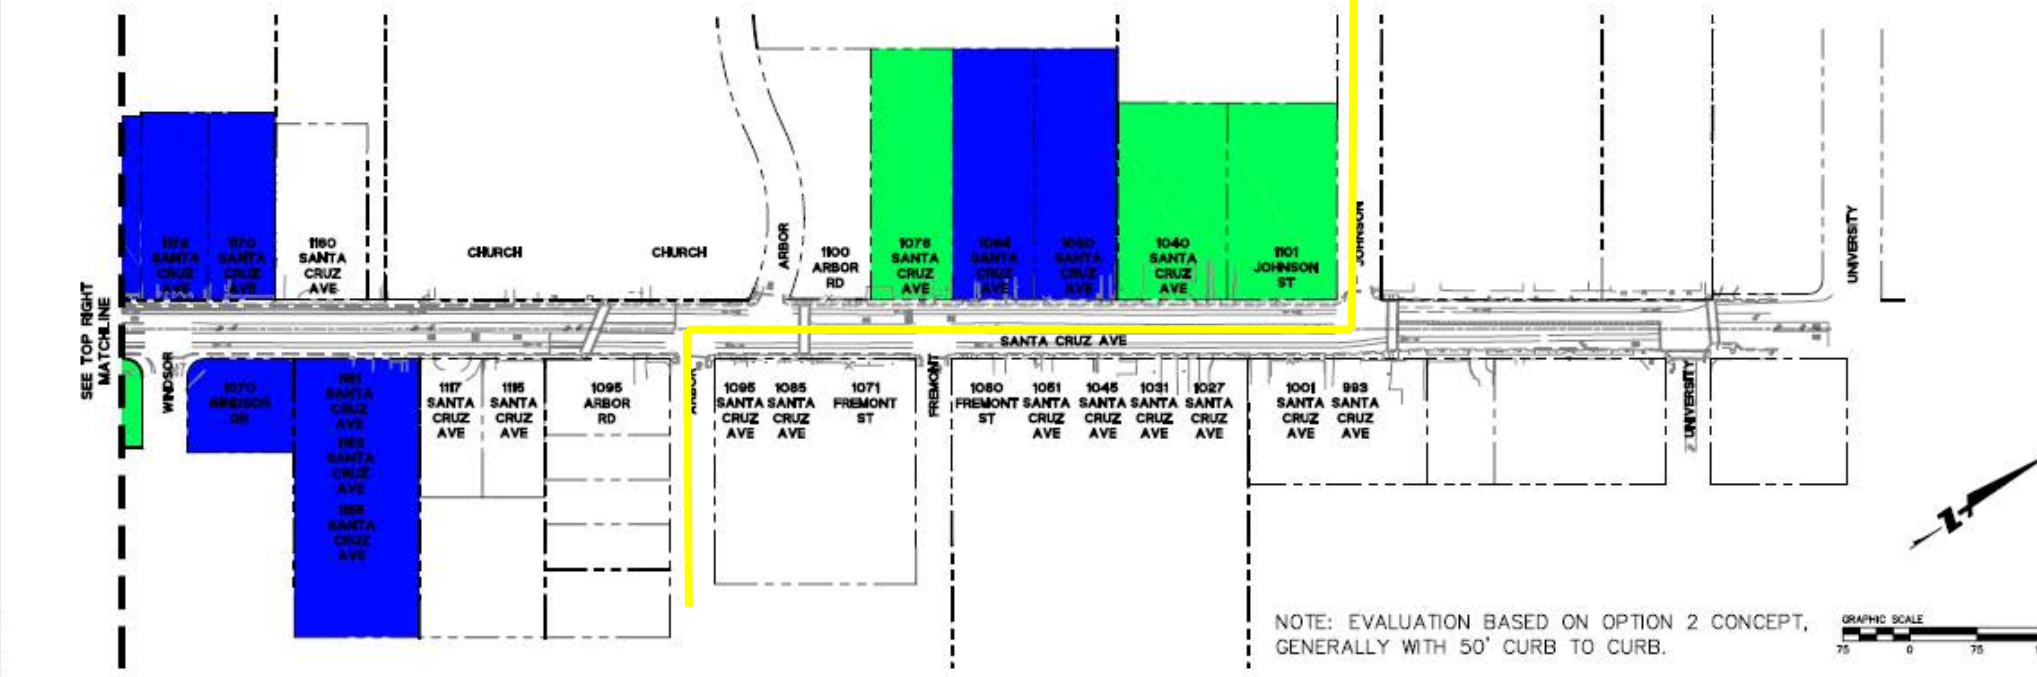 SEE TOP RIGHT
MATCHLINE
1172
SANTA
CRUZ
AVE
1170
SANTA
CRUZ
AVE
1160
SANTA
CRUZ
AVE
CHURCH
CHURCH
ARBOR
1100
ARBOR
RD
1076
SANTA
CRUZ
AVE
SANTA
CRUZ
AVE
SANTA
CRUZ
AVE
1040
SANTA
CRUZ
AVE
1101
JOHNSON
ST
JOHNSON
UNIVERSITY
SANTA CRUZ AVE
WINDSOR
1070
WINDSOR
DR
SANTA
CRUZ
AVE
SANTA
CRUZ
AVE
SANTA
CRUZ
AVE
1117
SANTA
CRUZ
AVE
1115
SANTA
CRUZ
AVE
1095
ARBOR
RD
ARBOR
1095
SANTA
CRUZ
AVE
1085
SANTA
CRUZ
AVE
1071
FREMONT
ST
FREMONT
1060
FREMONT
ST
1051
SANTA
CRUZ
AVE
1045
SANTA
CRUZ
AVE
1031
SANTA
CRUZ
AVE
1027
SANTA
CRUZ
AVE
1001
SANTA
CRUZ
AVE
993
SANTA
CRUZ
AVE
UNIVERSITY
NOTE: EVALUATION BASED ON OPTION 2 CONCEPT,
GENERALLY WITH 50' CURB TO CURB.
GRAPHIC SCALE
75 0 75